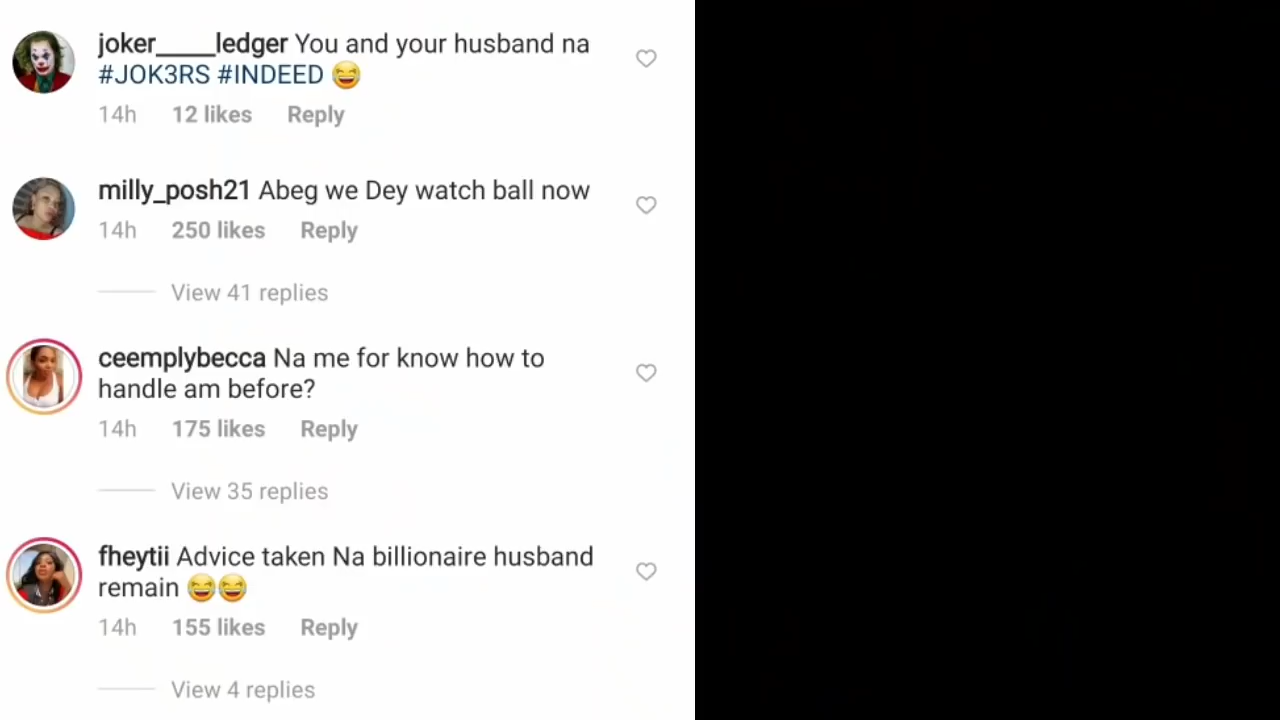 joker_____ledger You and your husband na
#JOK3RS #INDEED 😂
14h 12 likes Reply
milly_posh21 Abeg we Dey watch ball now
14h 250 likes Reply
View 41 replies
ceemplybecca Na me for know how to
handle am before?
14h 175 likes Reply
View 35 replies
fheytii Advice taken Na billionaire husband
remain 😂😂
14h 155 likes Reply
View 4 replies